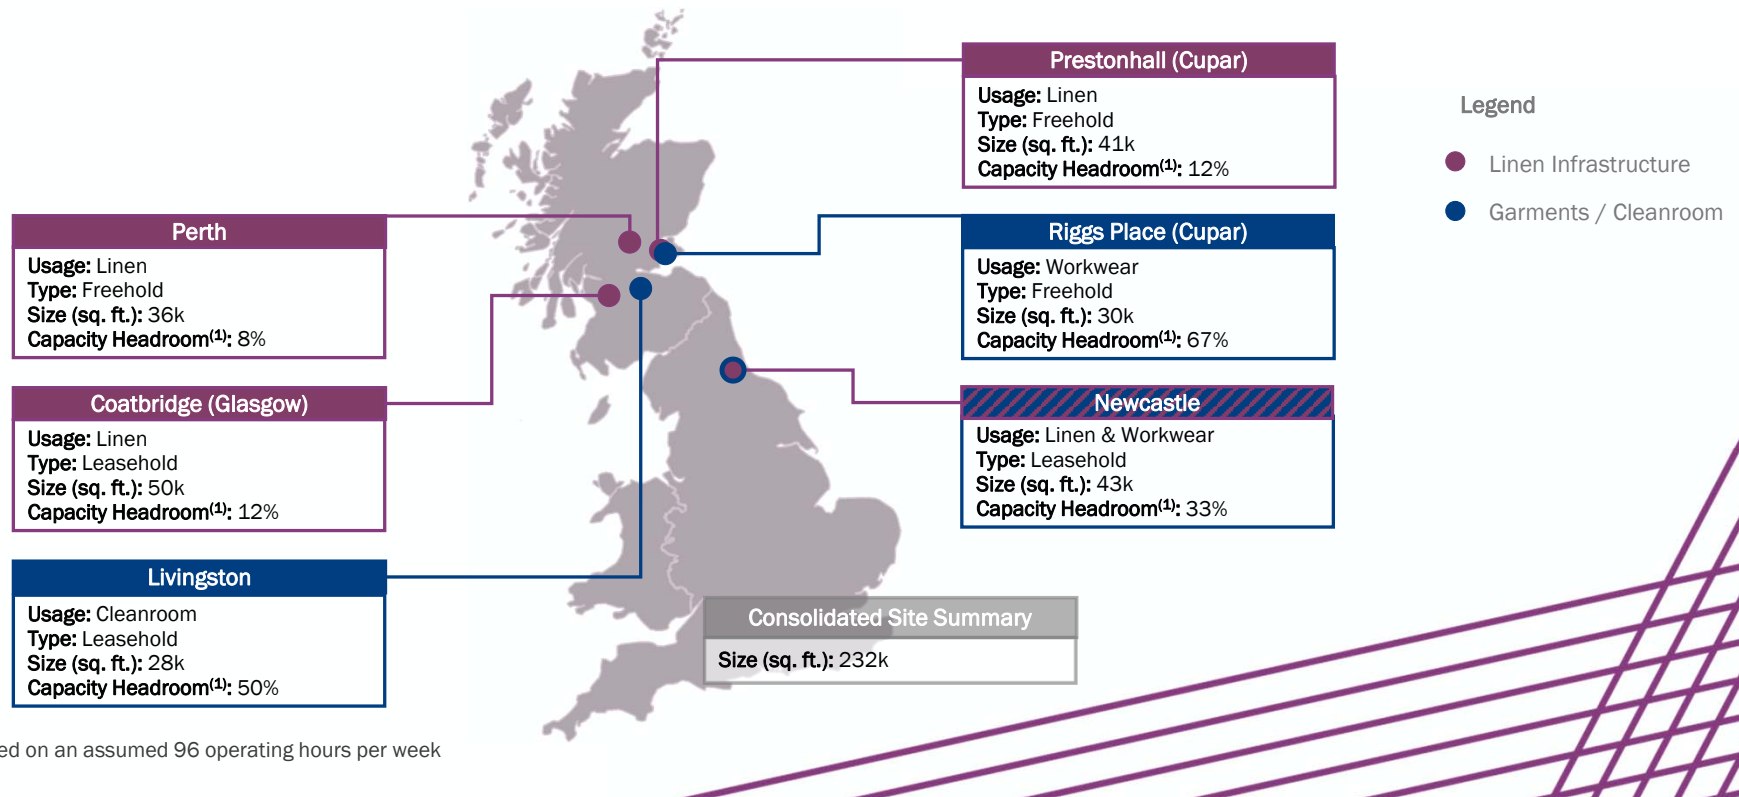 Prestonhall (Cupar)
Usage: Linen
Type: Freehold
Size (sq. ft.): 41k
Capacity Headroom(1): 12%
Legend
Linen Infrastructure
Garments / Cleanroom
Perth
Usage: Linen
Type: Freehold
Size (sq. ft.): 36k
Capacity Headroom(1): 8%
Riggs Place (Cupar)
Usage: Workwear
Type: Freehold
Size (sq. ft.): 30k
Capacity Headroom(1): 67%
Coatbridge (Glasgow)
Usage: Linen
Type: Leasehold
Size (sq. ft.): 50k
Capacity Headroom(1): 12%
Newcastle
Usage: Linen & Workwear
Type: Leasehold
Size (sq. ft.): 43k
Capacity Headroom(1): 33%
Livingston
Usage: Cleanroom
Type: Leasehold
Size (sq. ft.): 28k
Capacity Headroom(1): 50%
Consolidated Site Summary
Size (sq. ft.): 232k
ed on an assumed 96 operating hours per week